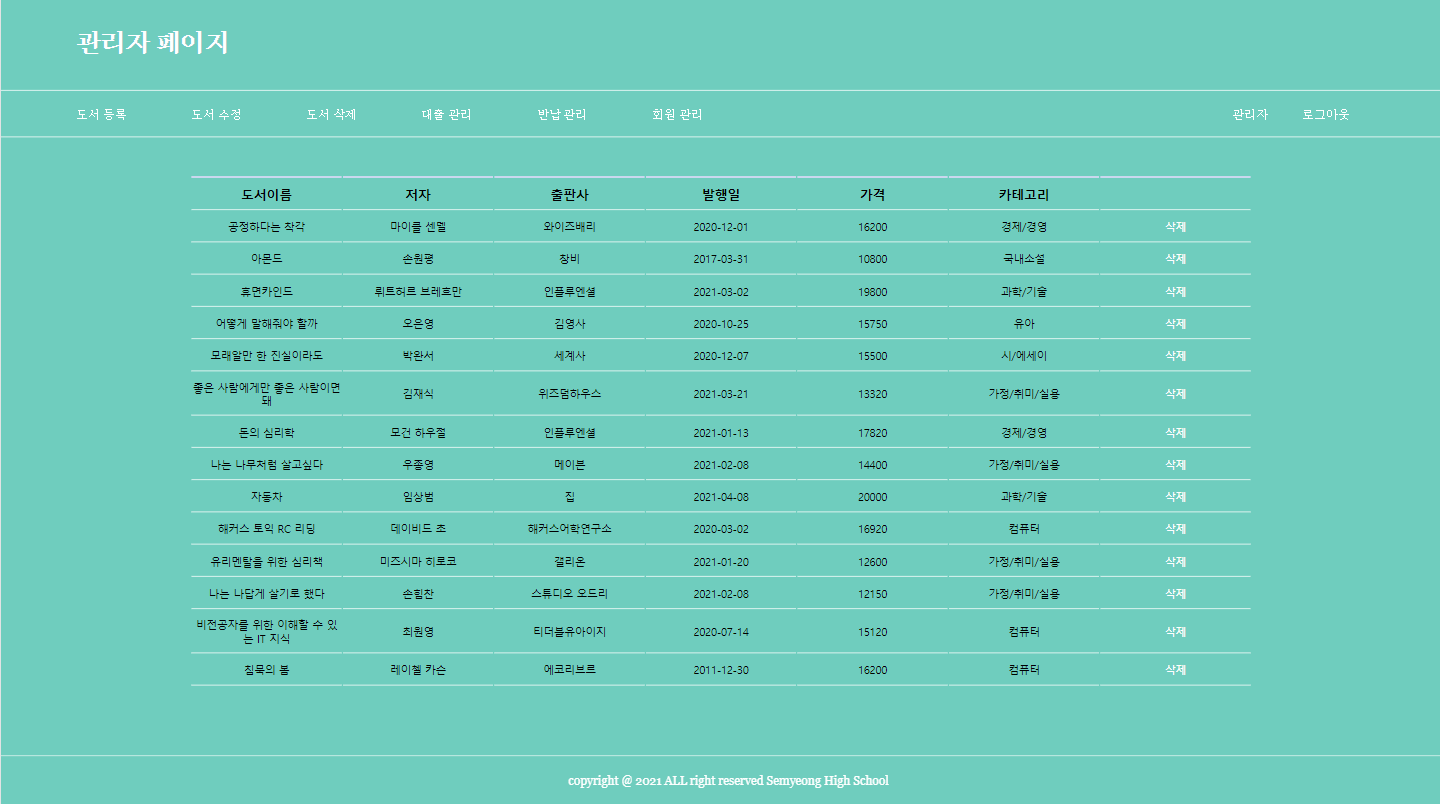 관리자 페이지
도서 등록 도서 수정 도서 삭제 대출 관리 반납 관리 회원 관리 관리자 로그아웃
도서이름 저자 출판사 발행일 가격 카테고리
공정하다는 착각 마이클 센델 와이즈배리 2020-12-01 16200 경제/경영 삭제
아몬드 손원평 창비 2017-03-31 10800 국내소설 삭제
휴먼카인드 뤼트허르 브레흐만 인플루엔셜 2021-03-02 19800 과학/기술 삭제
어떻게 말해줘야 할까 오은영 김영사 2020-10-25 15750 유아 삭제
모래알만 한 진실이라도 박완서 세계사 2020-12-07 15500 시/에세이 삭제
좋은 사람에게만 좋은 사람이면
돼 김재식 위즈덤하우스 2021-03-21 13320 가정/취미/실용 삭제
돈의 심리학 모건 하우절 인플루엔셜 2021-01-13 17820 경제/경영 삭제
나는 나무처럼 살고싶다 우종영 메이븐 2021-02-08 14400 가정/취미/실용 삭제
자동차 임상범 집 2021-04-08 20000 과학/기술 삭제
해커스 토익 RC 리딩 데이비드 조 해커스어학연구소 2020-03-02 16920 컴퓨터 삭제
유리멘탈을 위한 심리책 미즈시마 히로코 갤리온 2021-01-20 12600 가정/취미/실용 삭제
나는 나답게 살기로 했다 손힘찬 스튜디오 오드리 2021-02-08 12150 가정/취미/실용 삭제
비전공자를 위한 이해할 수 있
는 IT 지식 최원영 티더블유아이지 2020-07-14 15120 컴퓨터 삭제
침묵의 봄 레이첼 카슨 에코리브르 2011-12-30 16200 컴퓨터 삭제
copyright @ 2021 ALL right reserved Semyeong High School